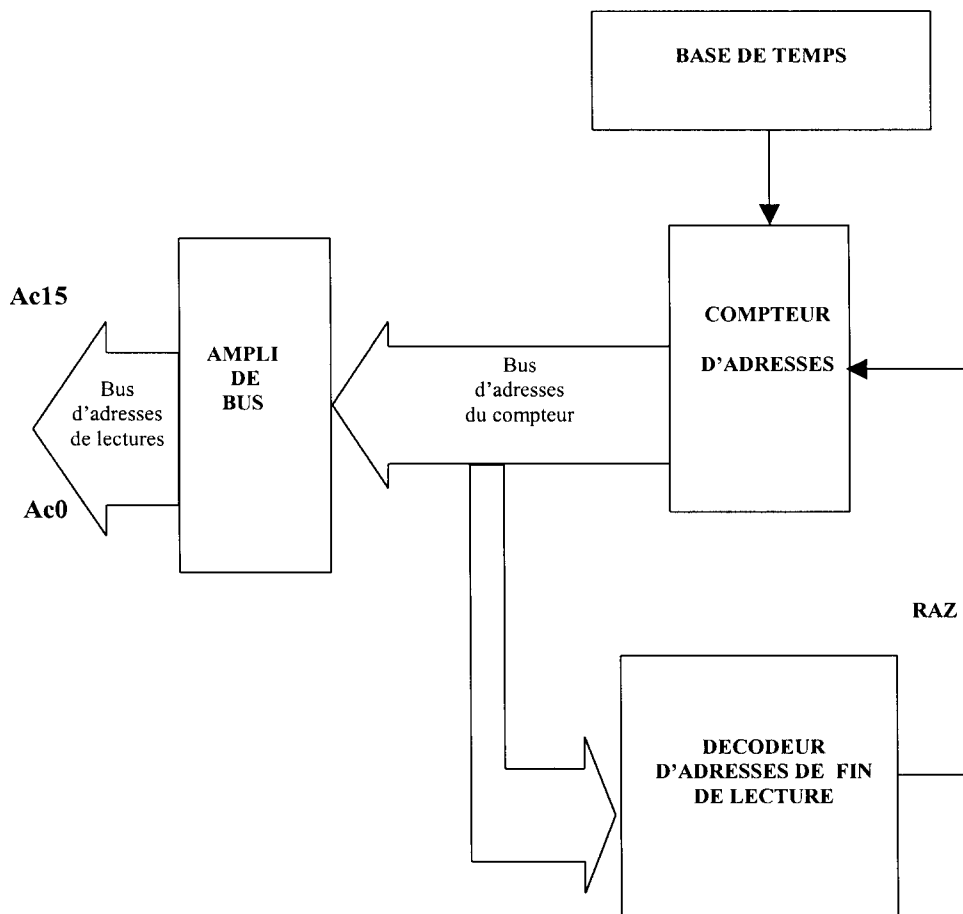 BASE DE TEMPS
Ac15
COMPTEUR
D'ADRESSES
AMPLI
DE
BUS
Bus
d'adresses
du compteur
Bus
d'adresses
de lectures
Ac0
RAZ
DECODEUR
D'ADRESSES DE FIN
DE LECTURE